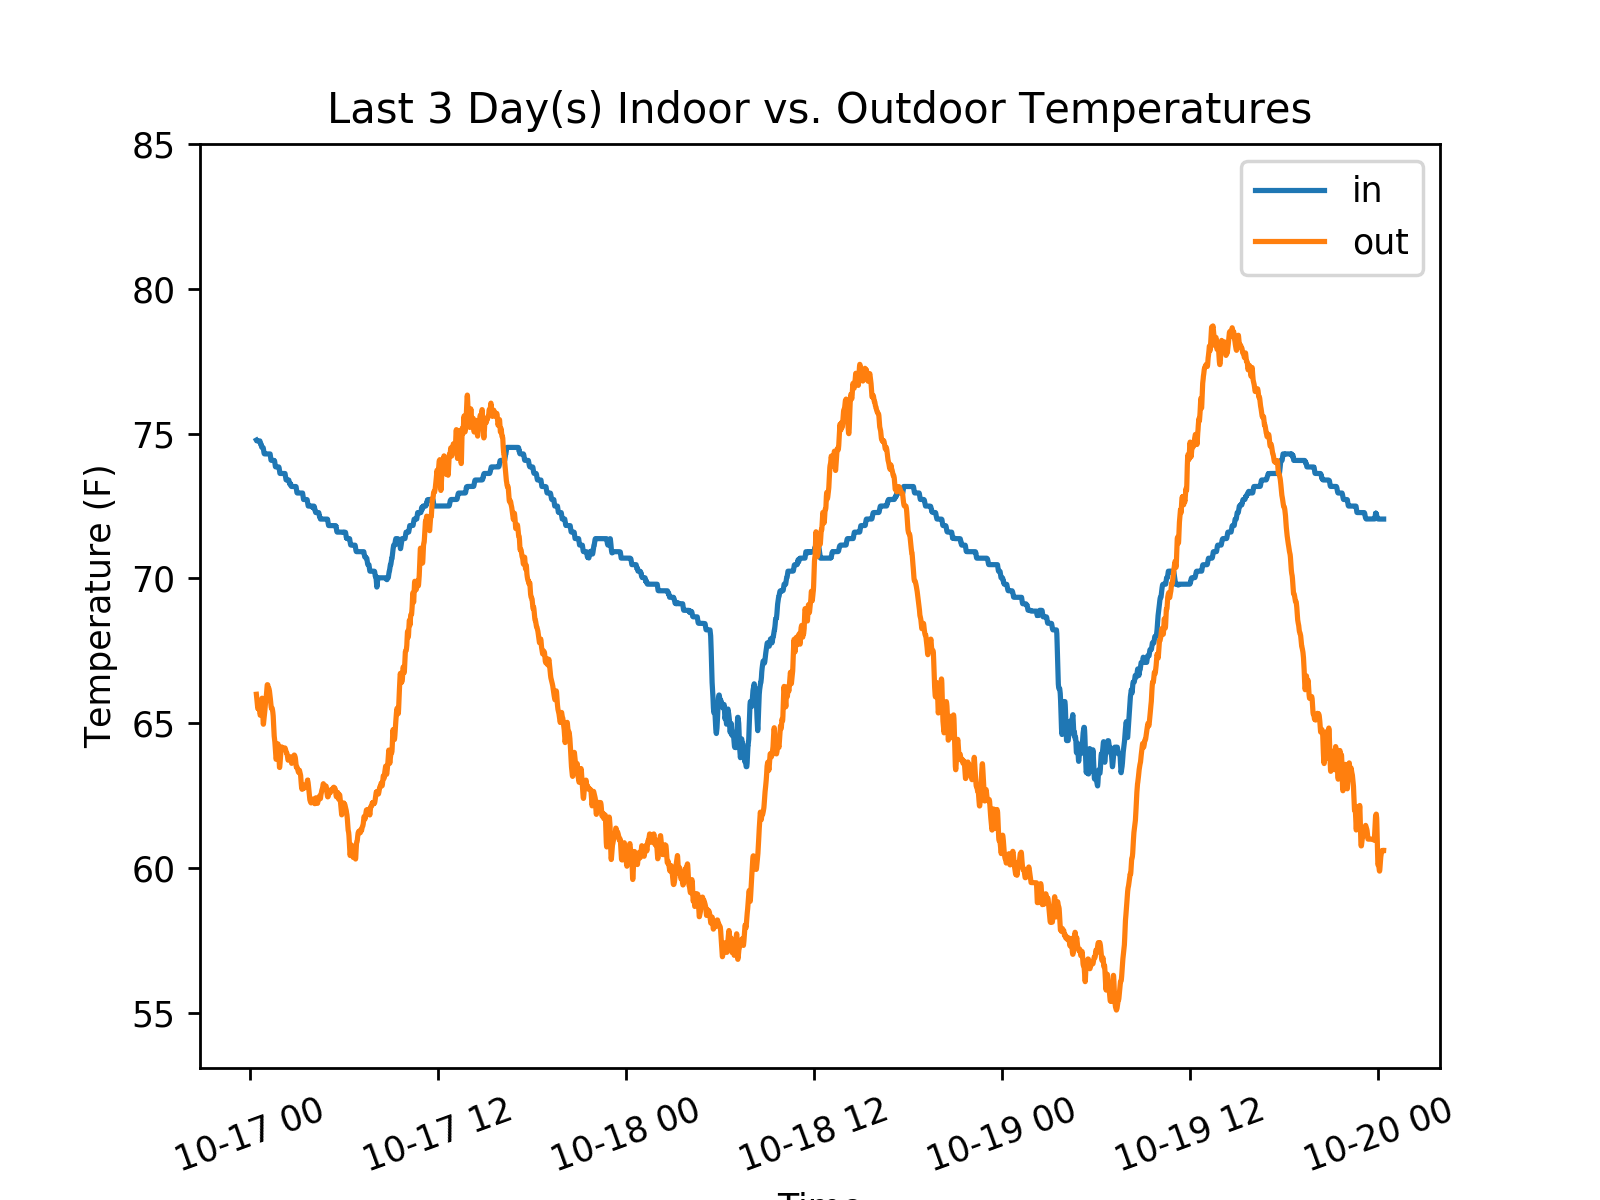 Last 3 Day(s) Indoor vs. Outdoor Temperatures
85
in
out
80
75
70
65
60
55
Temperature (F)
10-17 00
10-17 12
10-18 00
10-18 12
10-19 00
10-19 12
10-20 00
Time